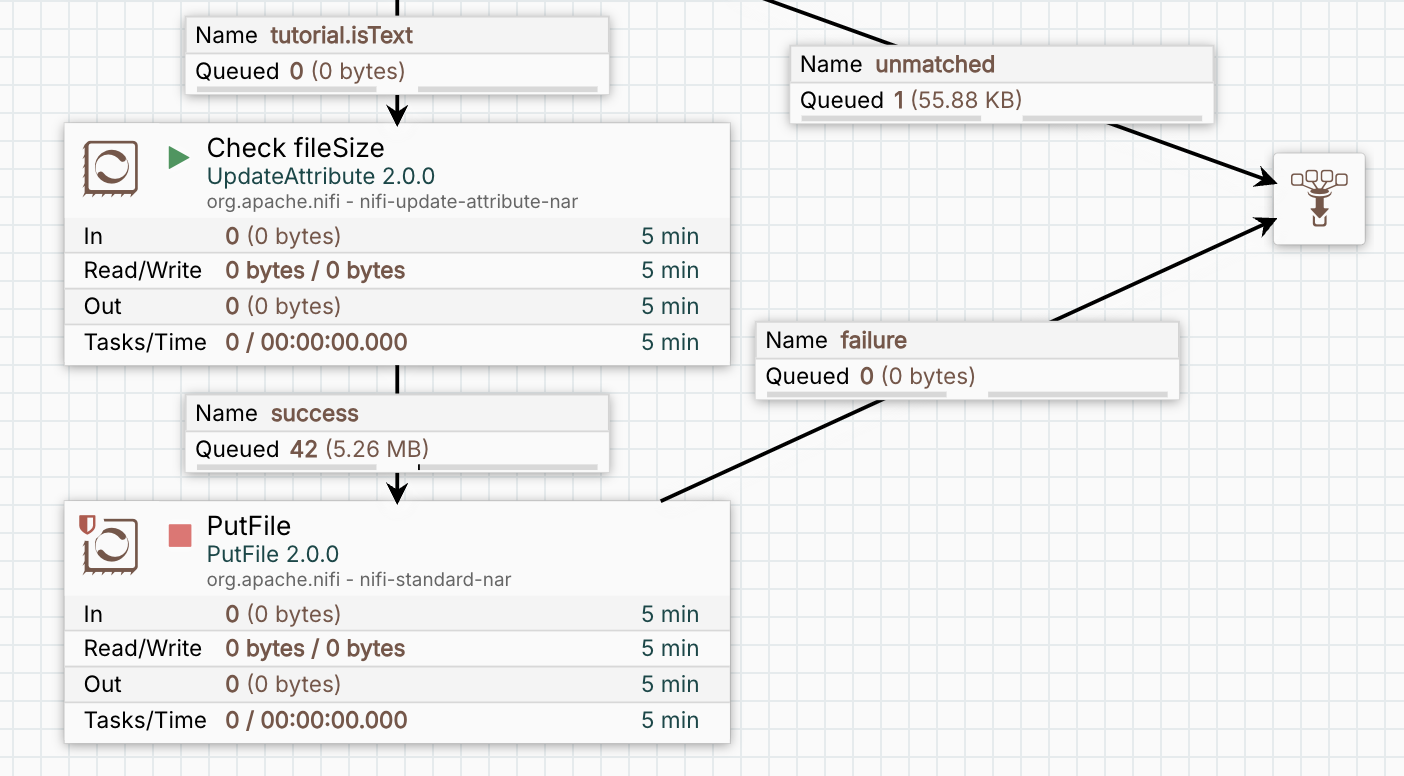 Name tutorial.isText
Queued 0 (0 bytes)
Name unmatched
Queued 1 (55.88 KB)
Check fileSize
UpdateAttribute 2.0.0
org.apache.nifi - nifi-update-attribute-nar
In 0 (0 bytes) 5 min
Read/Write 0 bytes / 0 bytes 5 min
Out 0 (0 bytes) 5 min
Tasks/Time 0 / 00:00:00.000 5 min
Name failure
Queued 0 (0 bytes)
Name success
Queued 42 (5.26 MB)
PutFile
PutFile 2.0.0
org.apache.nifi - nifi-standard-nar
In 0 (0 bytes) 5 min
Read/Write 0 bytes / 0 bytes 5 min
Out 0 (0 bytes) 5 min
Tasks/Time 0 / 00:00:00.000 5 min